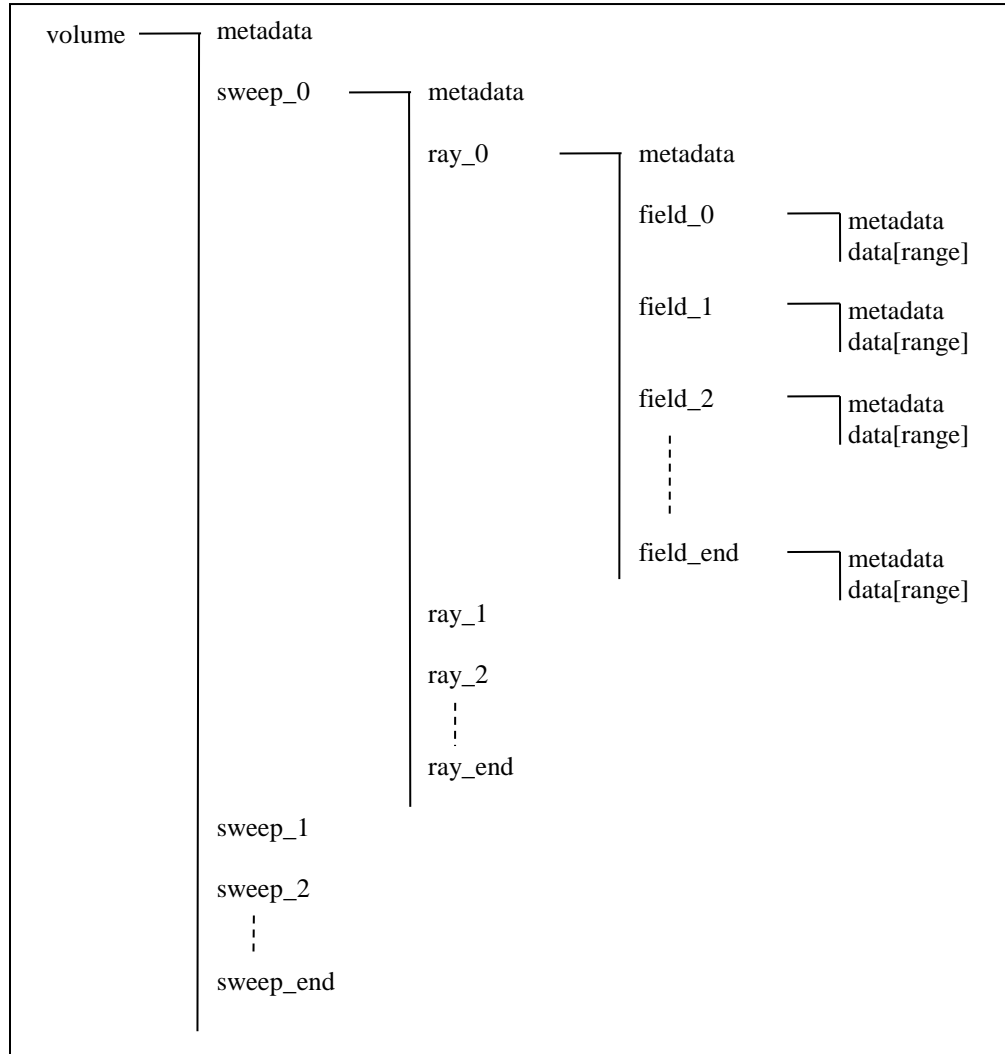 volume
metadata
sweep_0
metadata
ray_0
metadata
field_0
metadata
data[range]
field_1
metadata
data[range]
field_2
metadata
data[range]
field_end
metadata
data[range]
ray_1
ray_2
ray_end
sweep_1
sweep_2
sweep_end